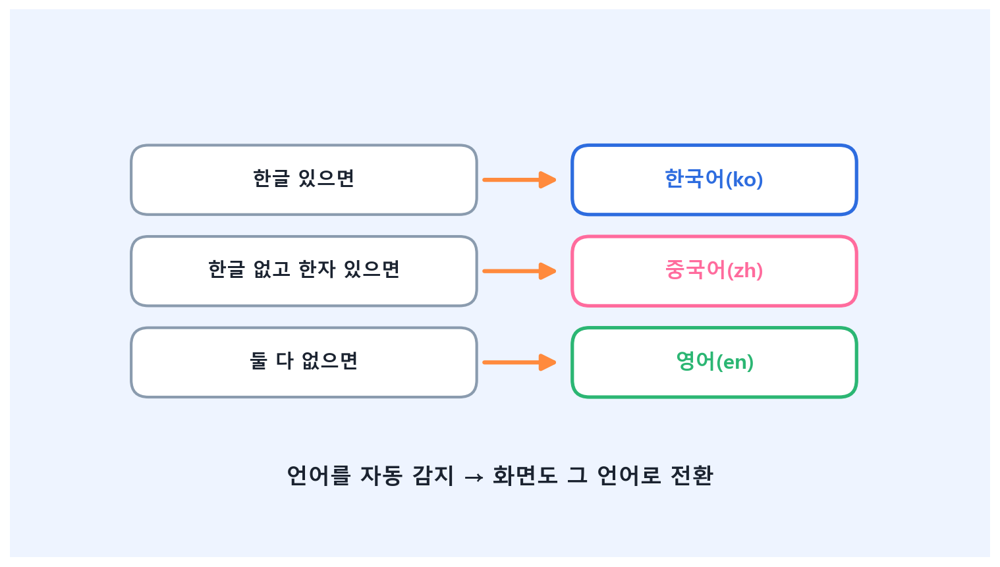 한글 있으면
한국어(ko)
한글 없고 한자 있으면
중국어(zh)
둘 다 없으면
영어(en)
언어를 자동 감지 → 화면도 그 언어로 전환